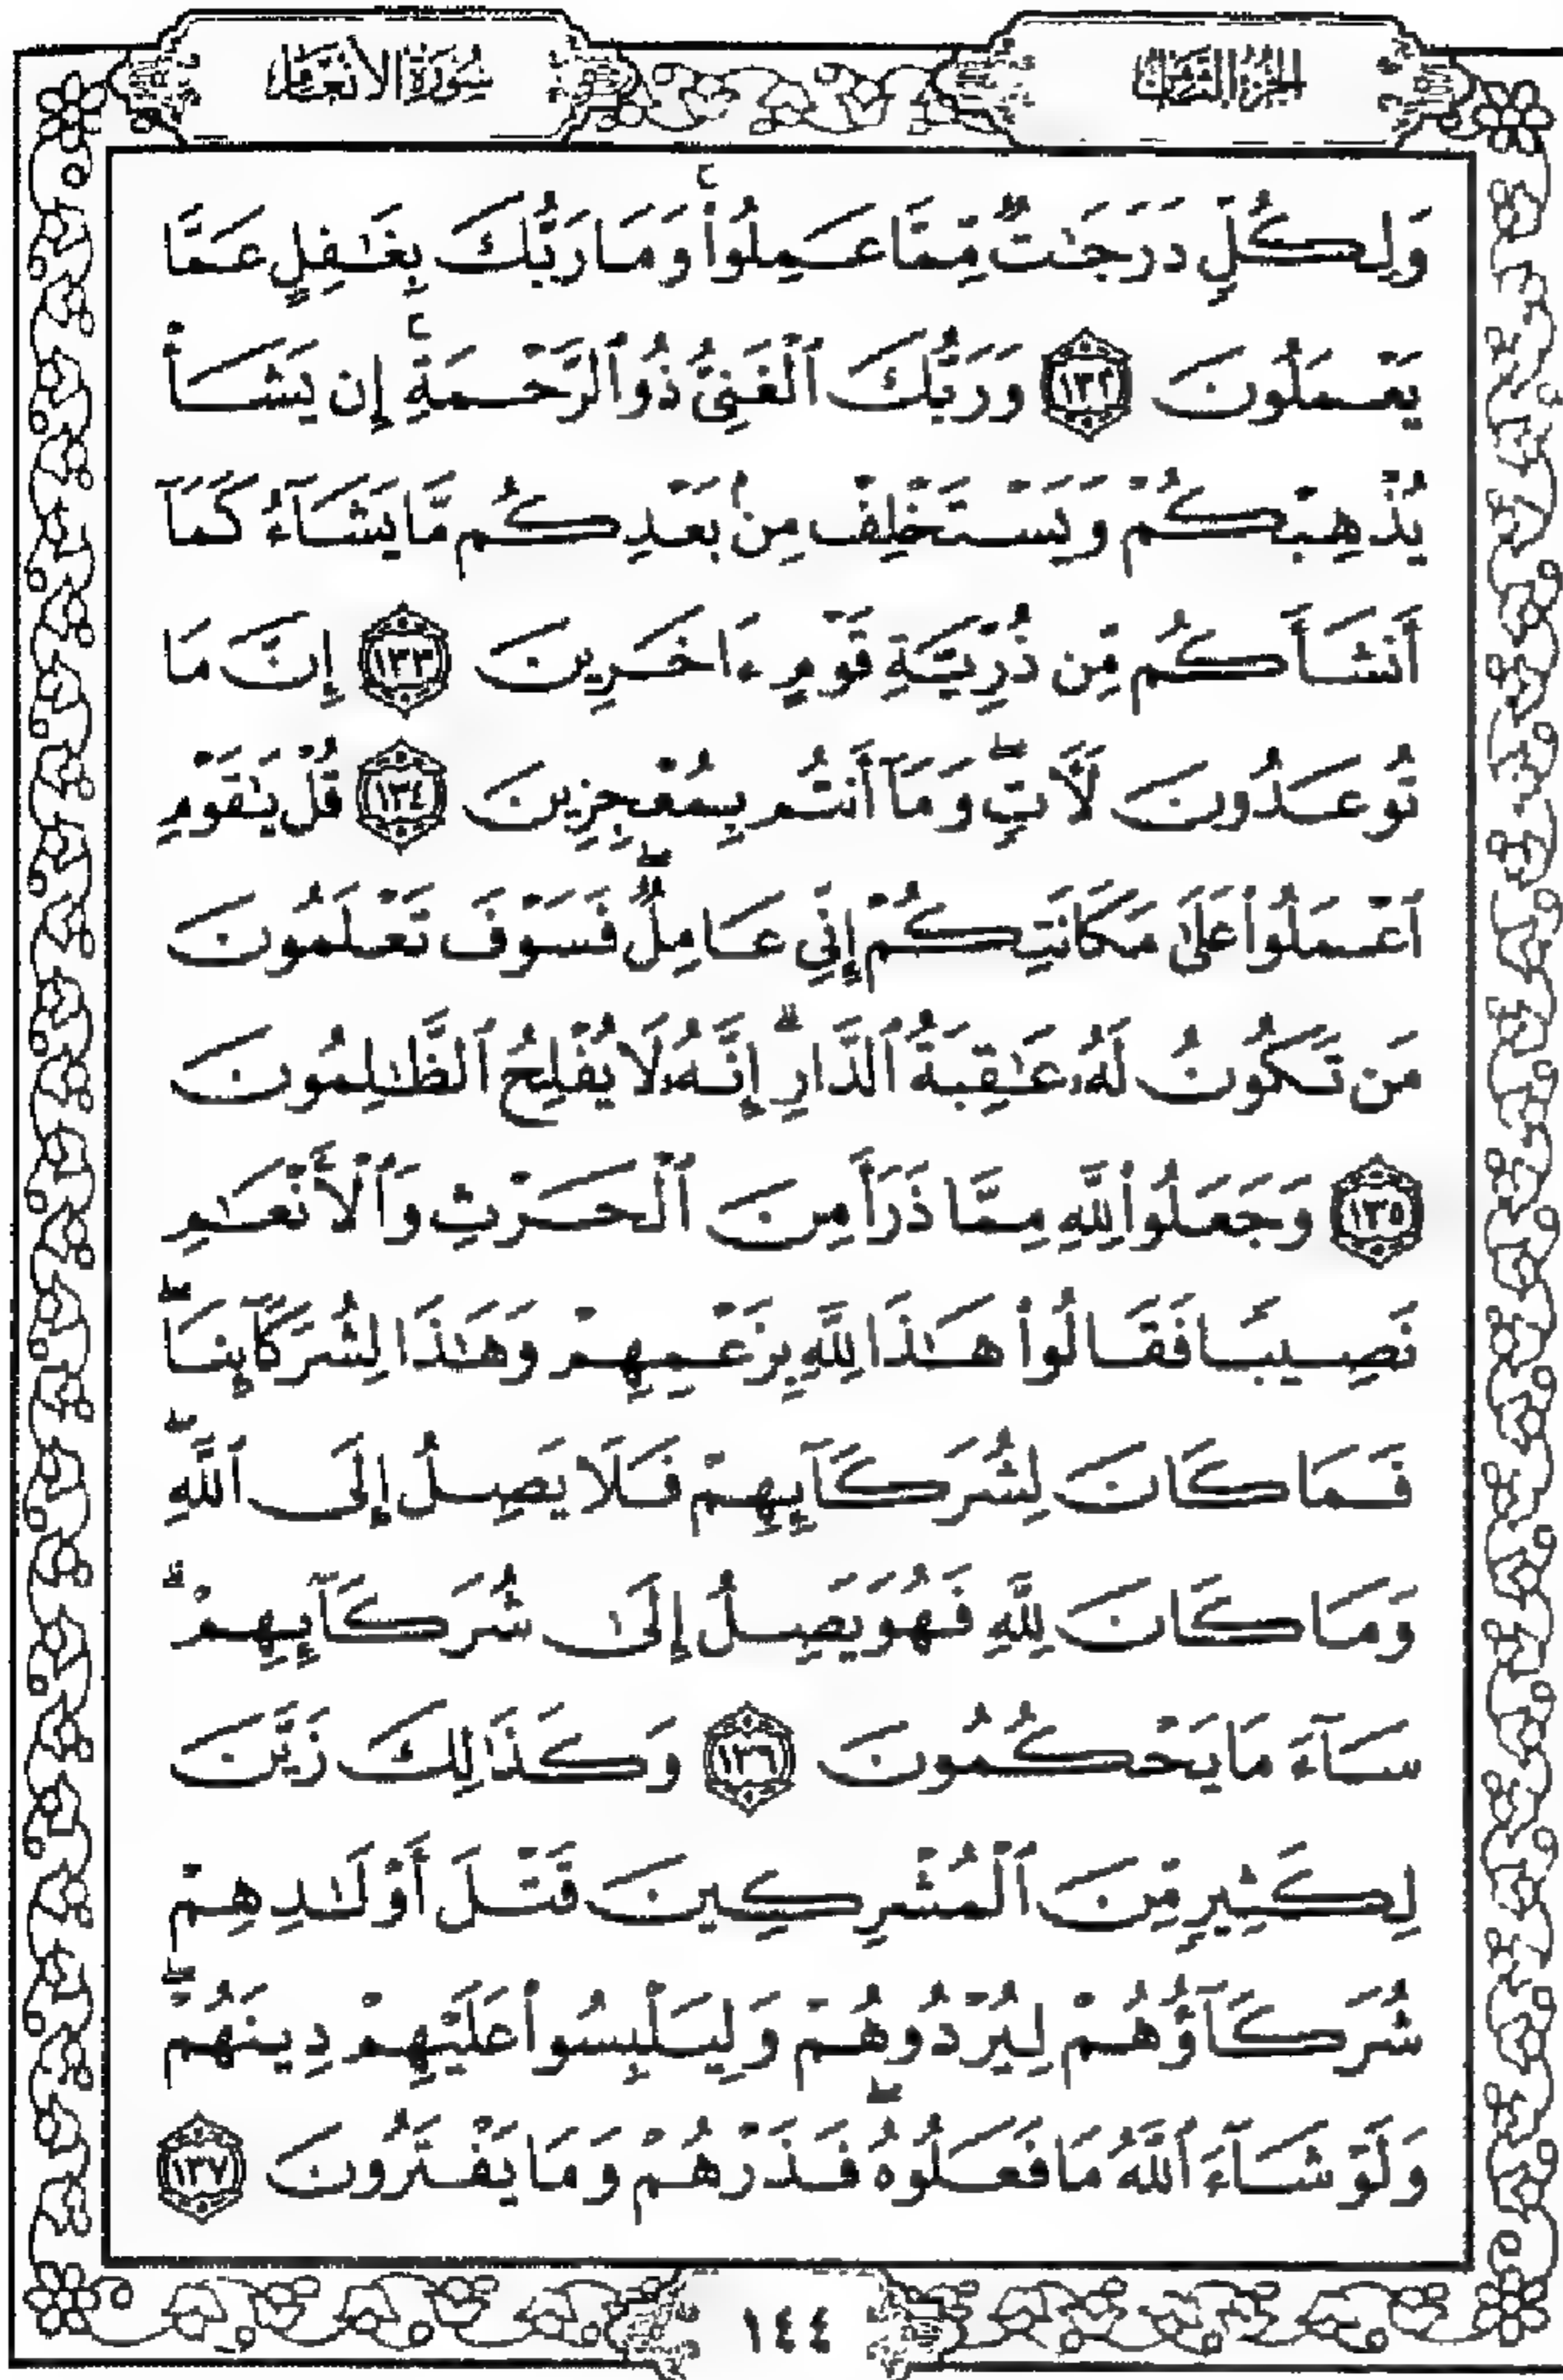 الجزء الثامن
سورة الأنعام
وَلِكُلٍّ دَرَجَٰتٌ مِّمَّا عَمِلُوا۟ ۚ وَمَا رَبُّكَ بِغَٰفِلٍ عَمَّا
يَعْمَلُونَ ١٣٢ وَرَبُّكَ ٱلْغَنِىُّ ذُو ٱلرَّحْمَةِ ۚ إِن يَشَأْ
يُذْهِبْكُمْ وَيَسْتَخْلِفْ مِنۢ بَعْدِكُم مَّا يَشَآءُ كَمَآ
أَنشَأَكُم مِّن ذُرِّيَّةِ قَوْمٍ ءَاخَرِينَ ١٣٣ إِنَّ مَا
تُوعَدُونَ لَءَاتٍ ۖ وَمَآ أَنتُم بِمُعْجِزِينَ ١٣٤ قُلْ يَٰقَوْمِ
ٱعْمَلُوا۟ عَلَىٰ مَكَانَتِكُمْ إِنِّى عَامِلٌ ۖ فَسَوْفَ تَعْلَمُونَ
مَن تَكُونُ لَهُۥ عَٰقِبَةُ ٱلدَّارِ ۗ إِنَّهُۥ لَا يُفْلِحُ ٱلظَّٰلِمُونَ
١٣٥ وَجَعَلُوا۟ لِلَّهِ مِمَّا ذَرَأَ مِنَ ٱلْحَرْثِ وَٱلْأَنْعَٰمِ
نَصِيبًا فَقَالُوا۟ هَٰذَا لِلَّهِ بِزَعْمِهِمْ وَهَٰذَا لِشُرَكَآئِنَا ۖ
فَمَا كَانَ لِشُرَكَآئِهِمْ فَلَا يَصِلُ إِلَى ٱللَّهِ ۖ
وَمَا كَانَ لِلَّهِ فَهُوَ يَصِلُ إِلَىٰ شُرَكَآئِهِمْ ۗ
سَآءَ مَا يَحْكُمُونَ ١٣٦ وَكَذَٰلِكَ زَيَّنَ
لِكَثِيرٍ مِّنَ ٱلْمُشْرِكِينَ قَتْلَ أَوْلَٰدِهِمْ
شُرَكَآؤُهُمْ لِيُرْدُوهُمْ وَلِيَلْبِسُوا۟ عَلَيْهِمْ دِينَهُمْ ۖ
وَلَوْ شَآءَ ٱللَّهُ مَا فَعَلُوهُ ۖ فَذَرْهُمْ وَمَا يَفْتَرُونَ ١٣٧
١٤٤